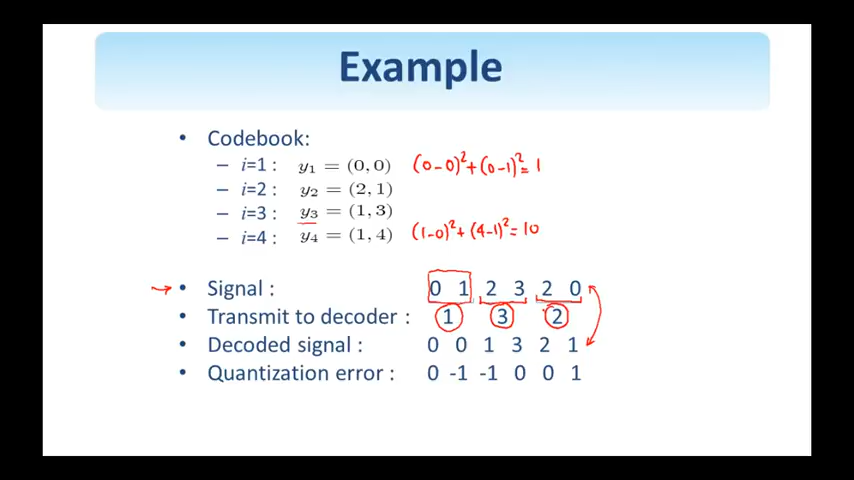 Example
• Codebook:
– i=1 : y₁ = (0, 0) (0-0)²+(0-1)²= 1
– i=2 : y₂ = (2, 1)
– i=3 : y₃ = (1, 3)
– i=4 : y₄ = (1, 4) (1-0)²+(4-1)²=10
• Signal : 0 1 2 3 2 0
• Transmit to decoder : 1 3 2
• Decoded signal : 0 0 1 3 2 1
• Quantization error : 0 -1 -1 0 0 1